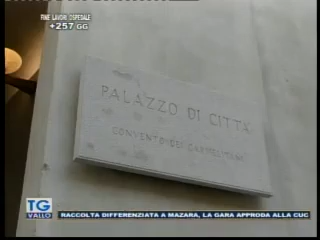 FINE LAVORI OSPEDALE
+257 GG
PALAZZO DI CITTÀ
CONVENTO DEI CARMELITANI
TG
VALLO
RACCOLTA DIFFERENZIATA A MAZARA, LA GARA APPRODA ALLA CUC